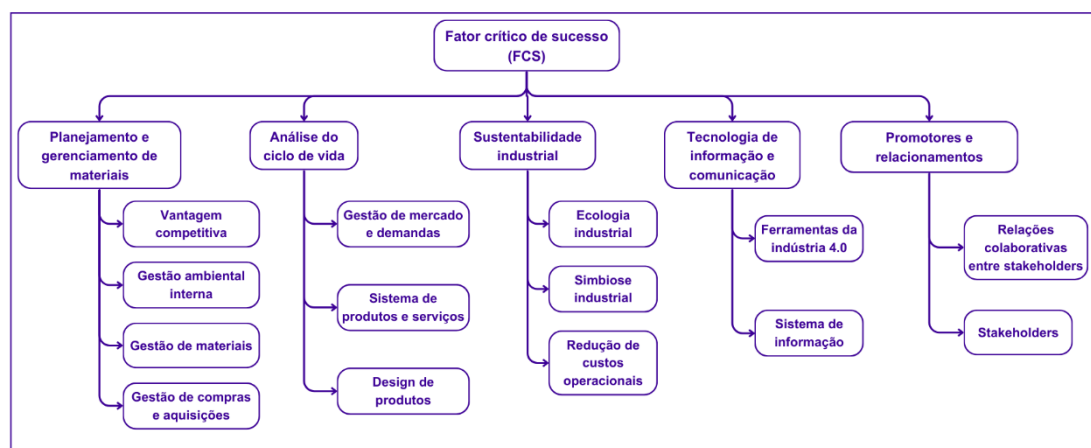 Fator crítico de sucesso
(FCS)
Planejamento e
gerenciamento de
materiais
Vantagem
competitiva
Gestão ambiental
interna
Gestão de materiais
Gestão de compras
e aquisições
Análise do
ciclo de vida
Gestão de mercado
e demandas
Sistema de
produtos e serviços
Design de
produtos
Sustentabilidade
industrial
Ecologia
industrial
Simbiose
industrial
Redução de
custos
operacionais
Tecnologia de
informação e
comunicação
Ferramentas da
indústria 4.0
Sistema de
informação
Promotores e
relacionamentos
Relações
colaborativas
entre stakeholders
Stakeholders